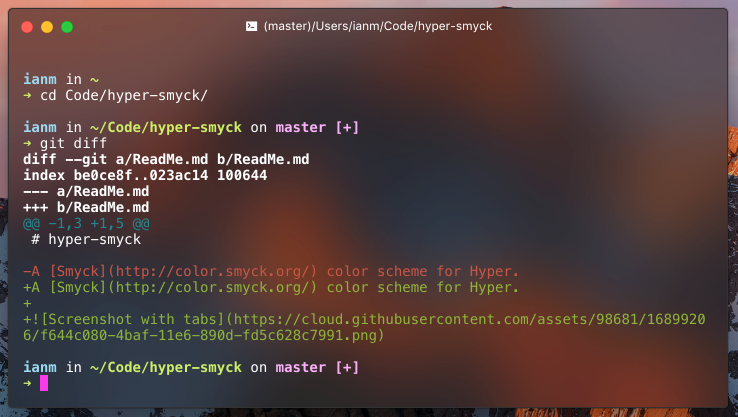 (master)/Users/ianm/Code/hyper-smyck
ianm in ~
➜ cd Code/hyper-smyck/
ianm in ~/Code/hyper-smyck on master [+]
➜ git diff
diff --git a/ReadMe.md b/ReadMe.md
index be0ce8f..023ac14 100644
--- a/ReadMe.md
+++ b/ReadMe.md
@@ -1,3 +1,5 @@
# hyper-smyck
-A [Smyck](http://color.smyck.org/) color scheme for Hyper.
+A [Smyck](http://color.smyck.org/) color scheme for Hyper.
+
+![Screenshot with tabs](https://cloud.githubusercontent.com/assets/98681/1689920
6/f644c080-4baf-11e6-890d-fd5c628c7991.png)
ianm in ~/Code/hyper-smyck on master [+]
➜